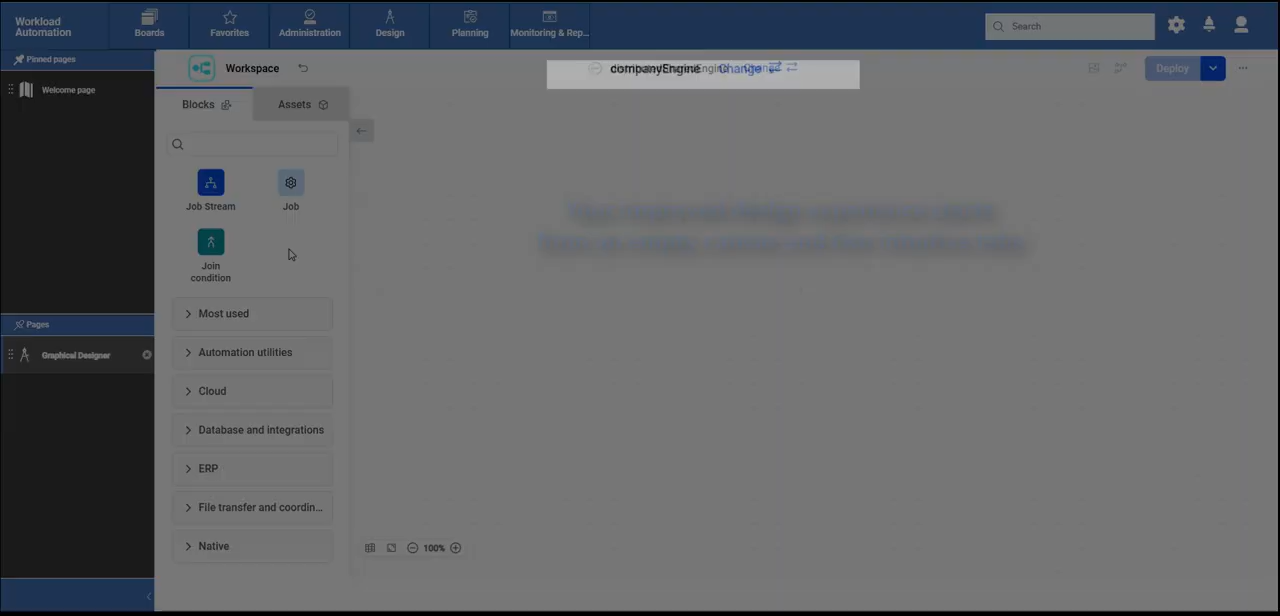 Workload
Automation
Boards
Favorites
Administration
Design
Planning
Monitoring & Rep...
Search
Pinned pages
Welcome page
Workspace
companyEngine
Change
Deploy
Blocks
Assets
Job Stream
Job
Join
condition
Most used
Automation utilities
Cloud
Database and integrations
ERP
File transfer and coordin...
Native
Pages
Graphical Designer
100%